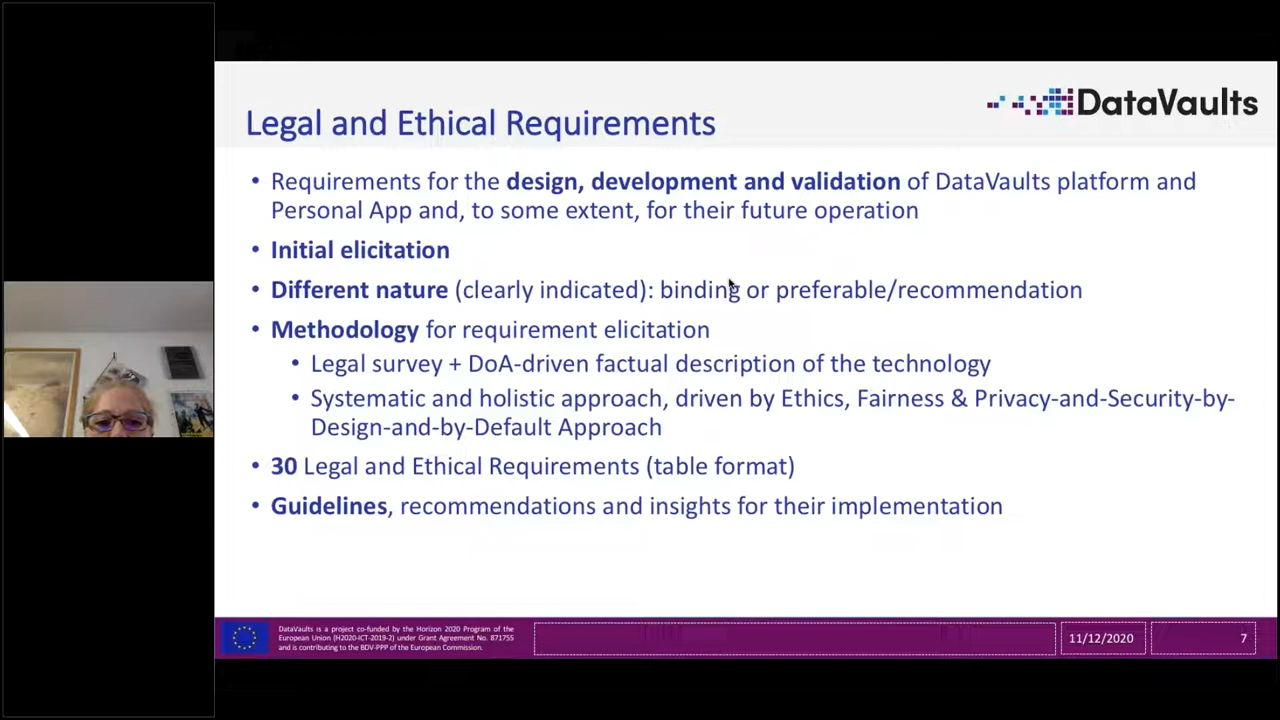 DataVaults
Legal and Ethical Requirements
• Requirements for the design, development and validation of DataVaults platform and
Personal App and, to some extent, for their future operation
• Initial elicitation
• Different nature (clearly indicated): binding or preferable/recommendation
• Methodology for requirement elicitation
• Legal survey + DoA-driven factual description of the technology
• Systematic and holistic approach, driven by Ethics, Fairness & Privacy-and-Security-by-
Design-and-by-Default Approach
• 30 Legal and Ethical Requirements (table format)
• Guidelines, recommendations and insights for their implementation
DataVaults is a project co-funded by the Horizon 2020 Program of the
European Union (H2020-ICT-2019-2) under Grant Agreement No. 871755
and is contributing to the BDV-PPP of the European Commission.
11/12/2020
7